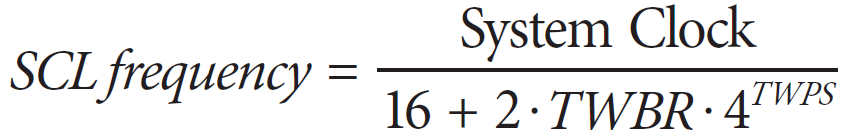 SCL frequency = System Clock / 16 + 2 · TWBR · 4^TWPS